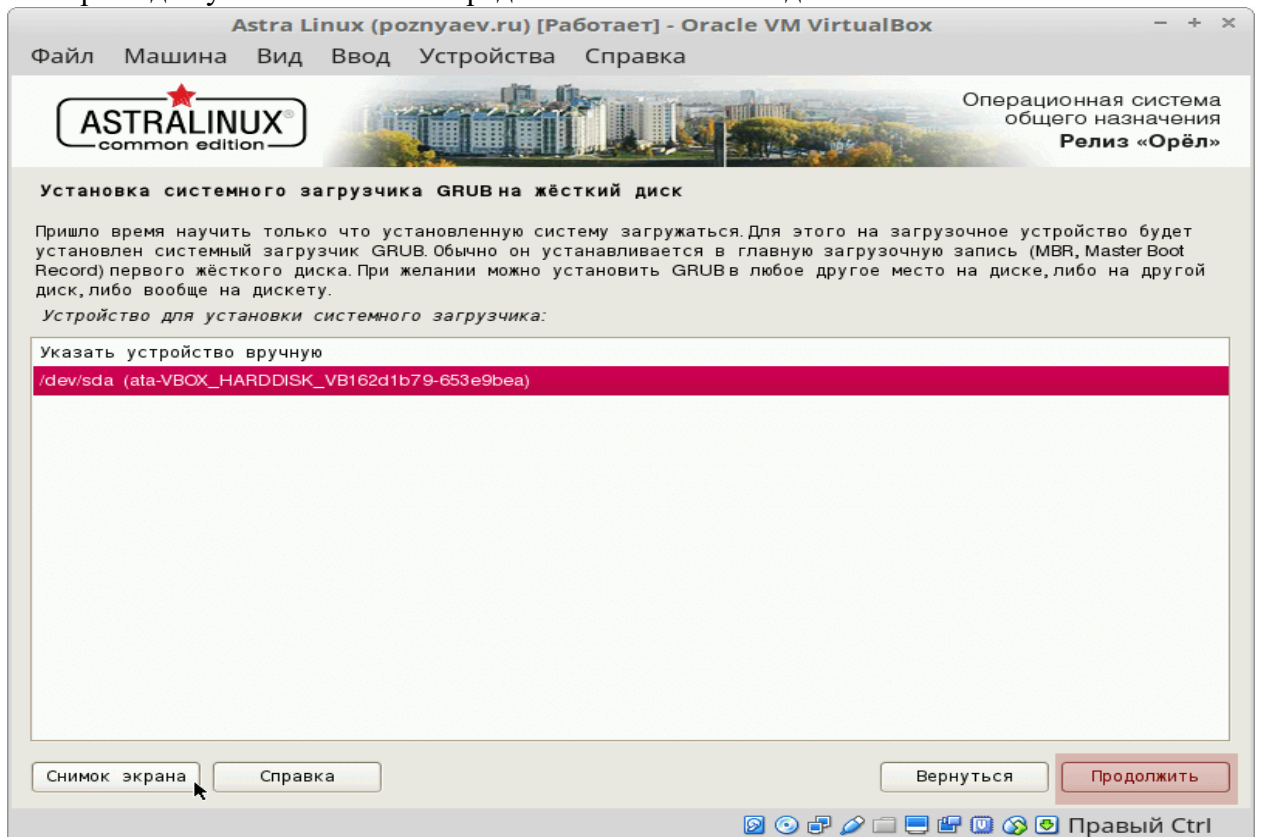 Astra Linux (poznyaev.ru) [Работает] - Oracle VM VirtualBox
Файл Машина Вид Ввод Устройства Справка
ASTRALINUX®
common edition
Операционная система
общего назначения
Релиз «Орёл»
Установка системного загрузчика GRUB на жёсткий диск
Пришло время научить только что установленную систему загружаться. Для этого на загрузочное устройство будет
установлен системный загрузчик GRUB. Обычно он устанавливается в главную загрузочную запись (MBR, Master Boot
Record) первого жёсткого диска. При желании можно установить GRUB в любое другое место на диске, либо на другой
диск, либо вообще на дискету.
Устройство для установки системного загрузчика:
Указать устройство вручную
/dev/sda (ata-VBOX_HARDDISK_VB162d1b79-653e9bea)
Снимок экрана Справка Вернуться Продолжить
Правый Ctrl